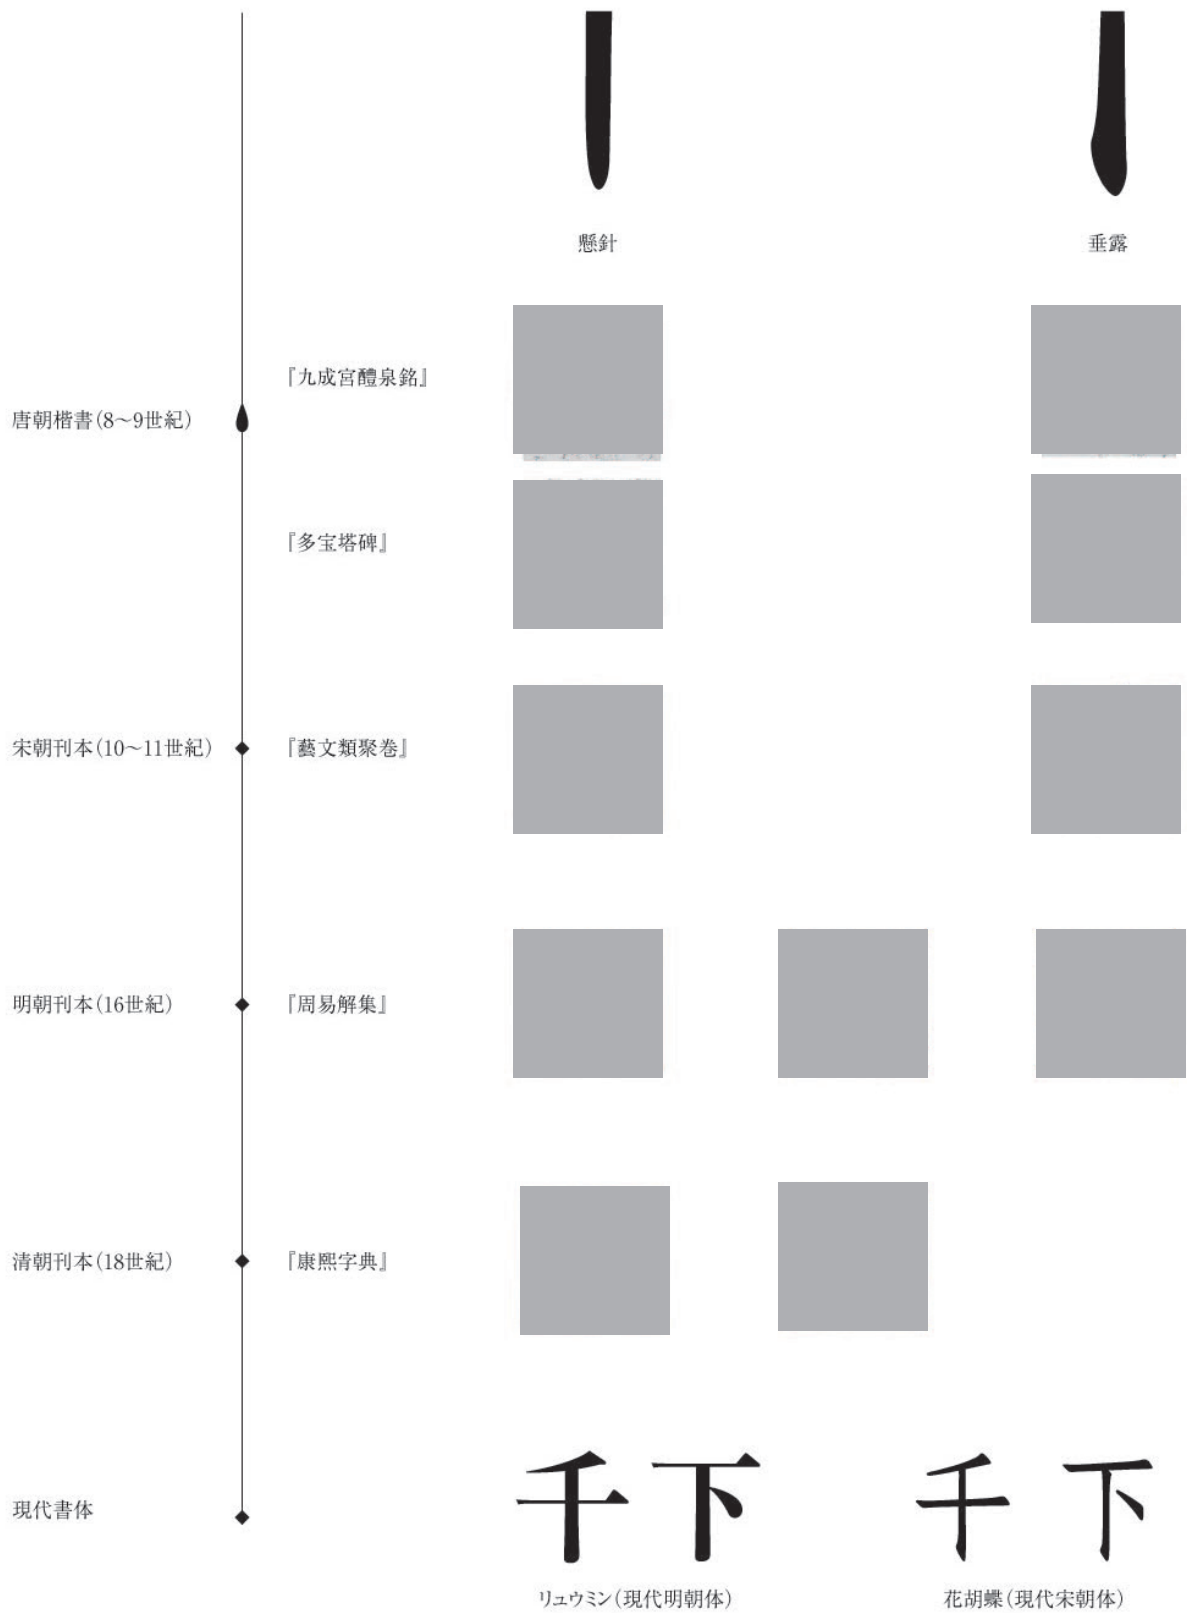 懸針
垂露
『九成宮醴泉銘』
唐朝楷書（8～9世紀）
『多宝塔碑』
宋朝刊本（10～11世紀）
『藝文類聚巻』
明朝刊本（16世紀）
『周易解集』
清朝刊本（18世紀）
『康熙字典』
千下
千下
現代書体
リュウミン（現代明朝体）
花胡蝶（現代宋朝体）